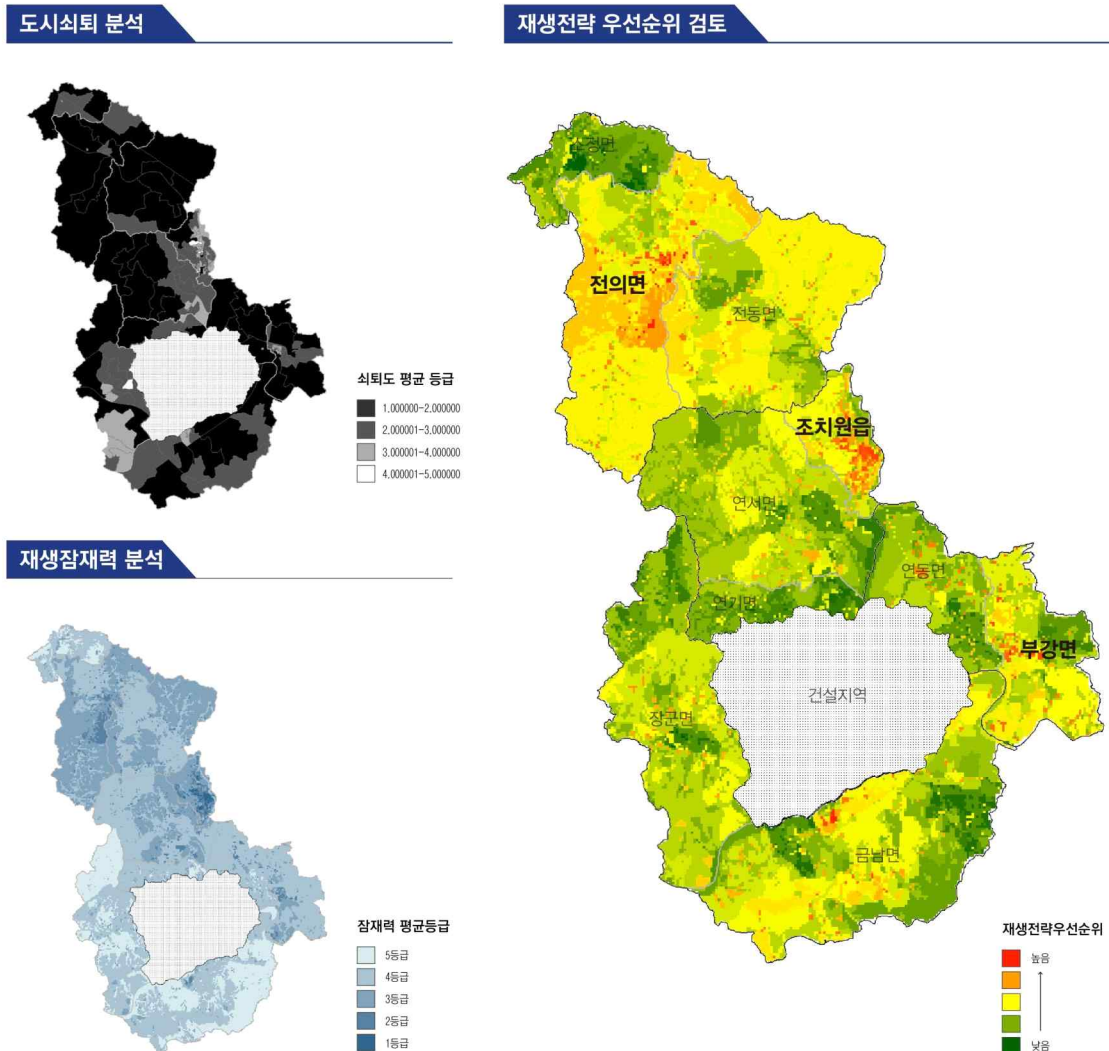 도시쇠퇴 분석
쇠퇴도 평균 등급
1.000000-2.000000
2.000001-3.000000
3.000001-4.000000
4.000001-5.000000
재생잠재력 분석
잠재력 평균등급
5등급
4등급
3등급
2등급
1등급
재생전략 우선순위 검토
소정면
전의면
전동면
조치원읍
연서면
연동면
연기면
부강면
건설지역
장군면
금남면
재생전략우선순위
높음
낮음